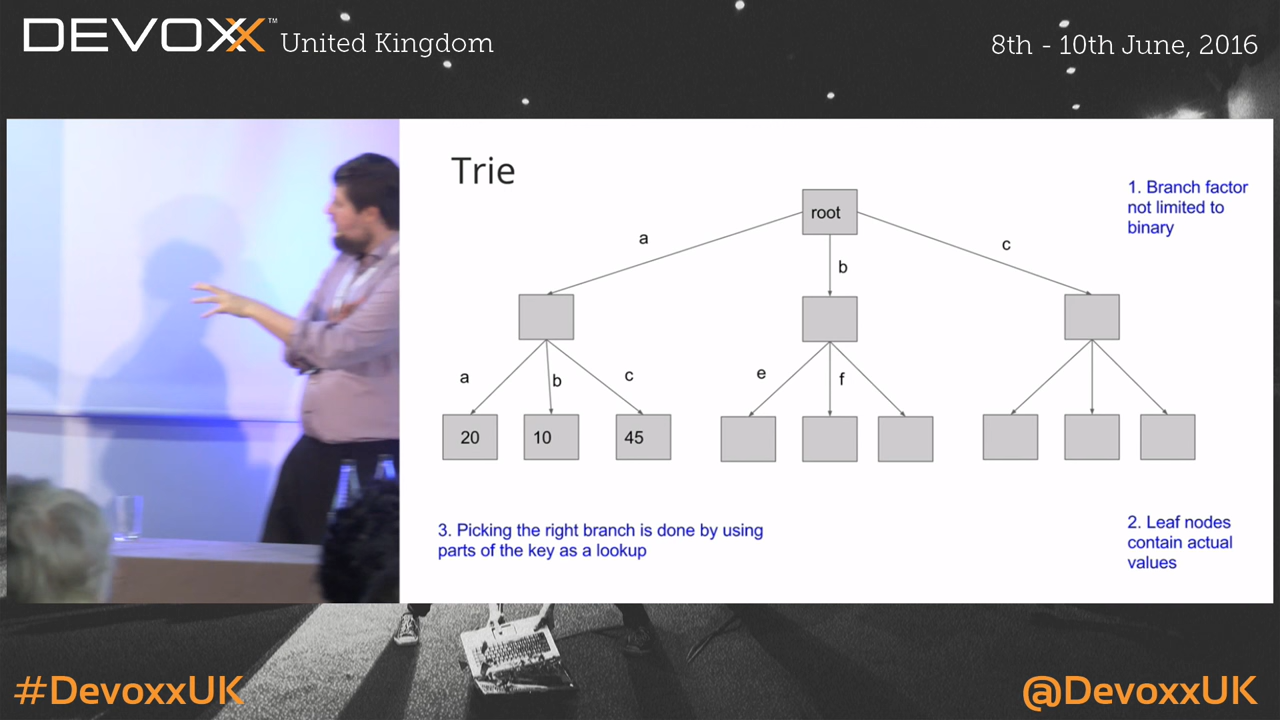 DEVOXX™ United Kingdom
8th - 10th June, 2016
Trie
1. Branch factor
not limited to
binary
root
a
b
c
a
b
c
e
f
20
10
45
3. Picking the right branch is done by using
parts of the key as a lookup
2. Leaf nodes
contain actual
values
#DevoxxUK
@DevoxxUK